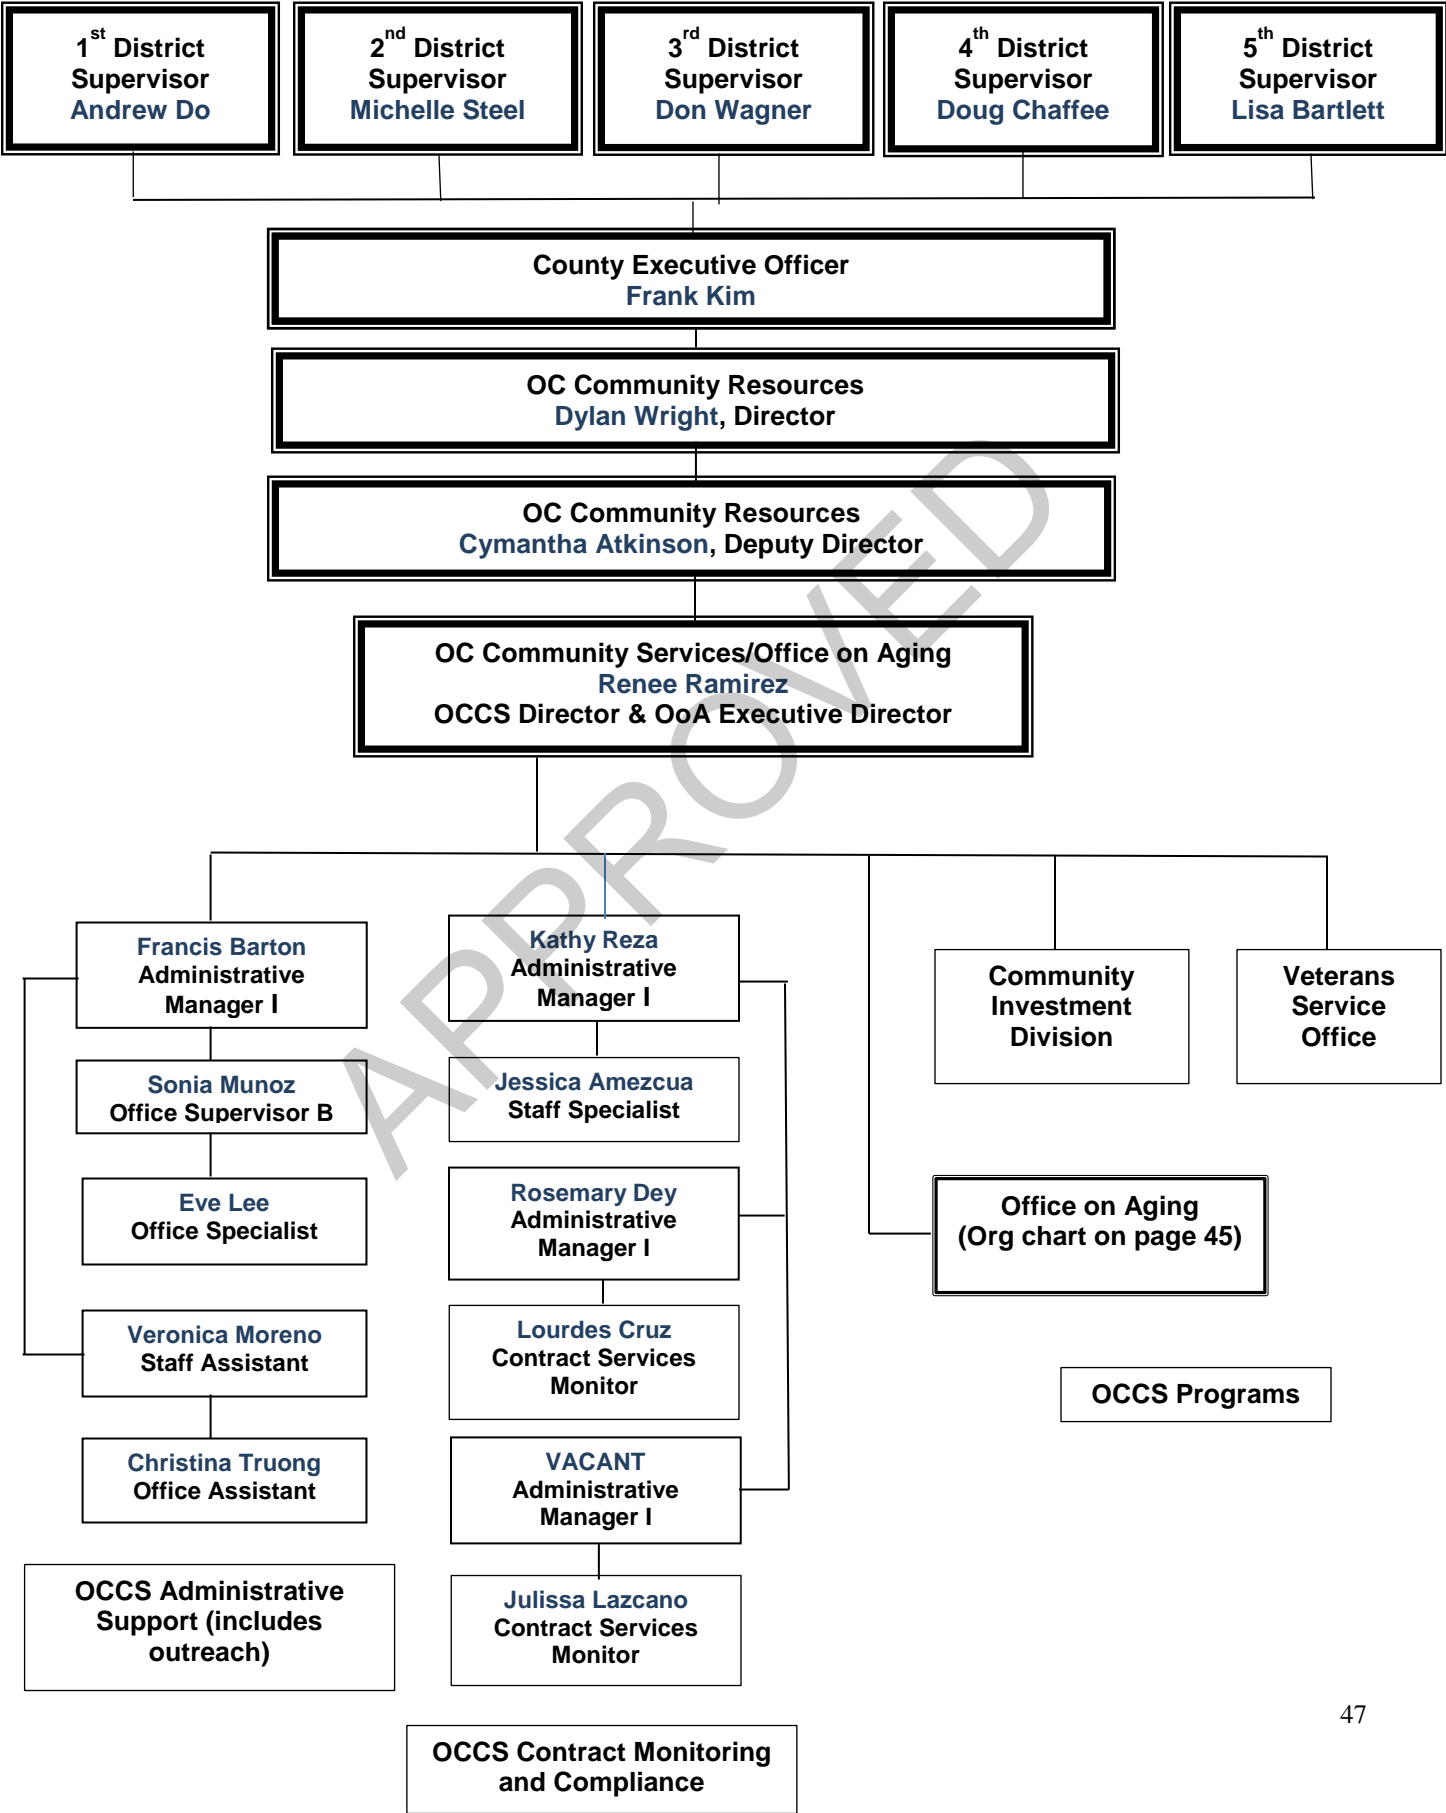 1st District
Supervisor
Andrew Do
2nd District
Supervisor
Michelle Steel
3rd District
Supervisor
Don Wagner
4th District
Supervisor
Doug Chaffee
5th District
Supervisor
Lisa Bartlett
County Executive Officer
Frank Kim
OC Community Resources
Dylan Wright, Director
OC Community Resources
Cymantha Atkinson, Deputy Director
OC Community Services/Office on Aging
Renee Ramirez
OCCS Director & OoA Executive Director
APPROVED
Francis Barton
Administrative
Manager I
Sonia Munoz
Office Supervisor B
Eve Lee
Office Specialist
Veronica Moreno
Staff Assistant
Christina Truong
Office Assistant
OCCS Administrative
Support (includes
outreach)
Kathy Reza
Administrative
Manager I
Jessica Amezcua
Staff Specialist
Rosemary Dey
Administrative
Manager I
Lourdes Cruz
Contract Services
Monitor
VACANT
Administrative
Manager I
Julissa Lazcano
Contract Services
Monitor
OCCS Contract Monitoring
and Compliance
Community
Investment
Division
Veterans
Service
Office
Office on Aging
(Org chart on page 45)
OCCS Programs
47